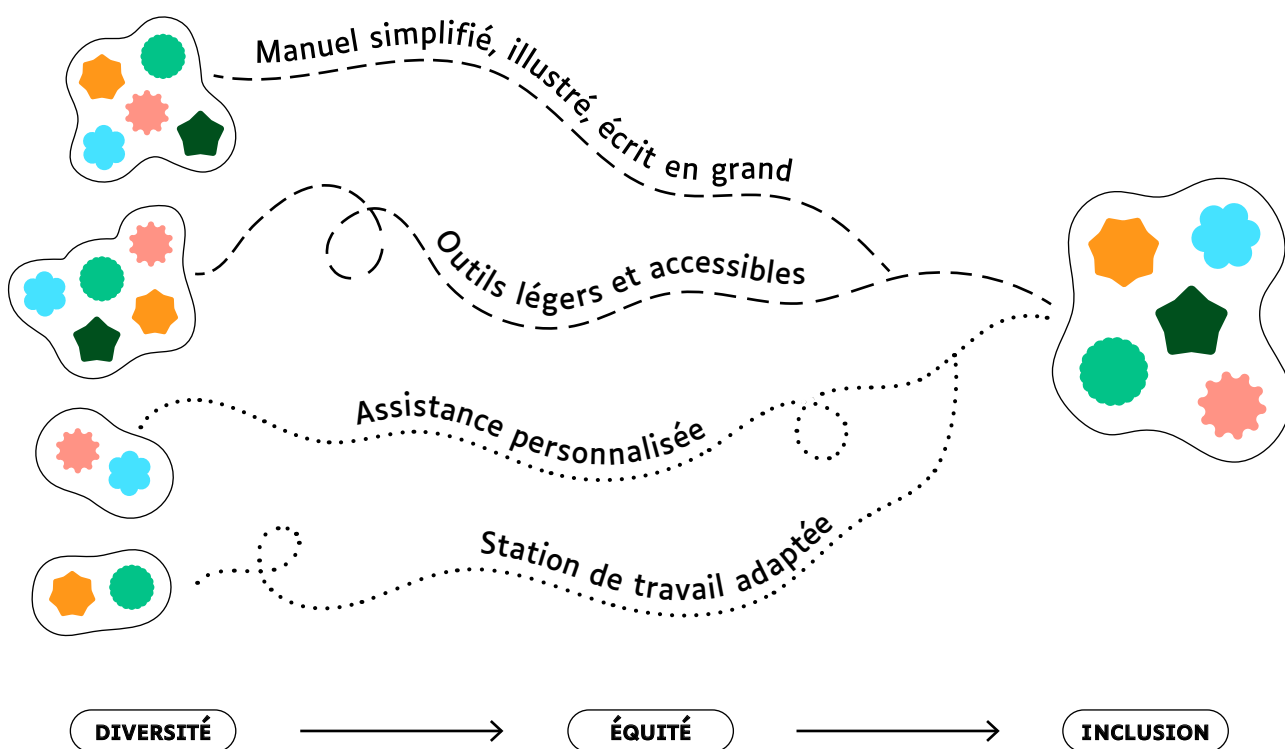 Manuel simplifié, illustré, écrit en grand
Outils légers et accessibles
Assistance personnalisée
Station de travail adaptée
DIVERSITÉ
ÉQUITÉ
INCLUSION